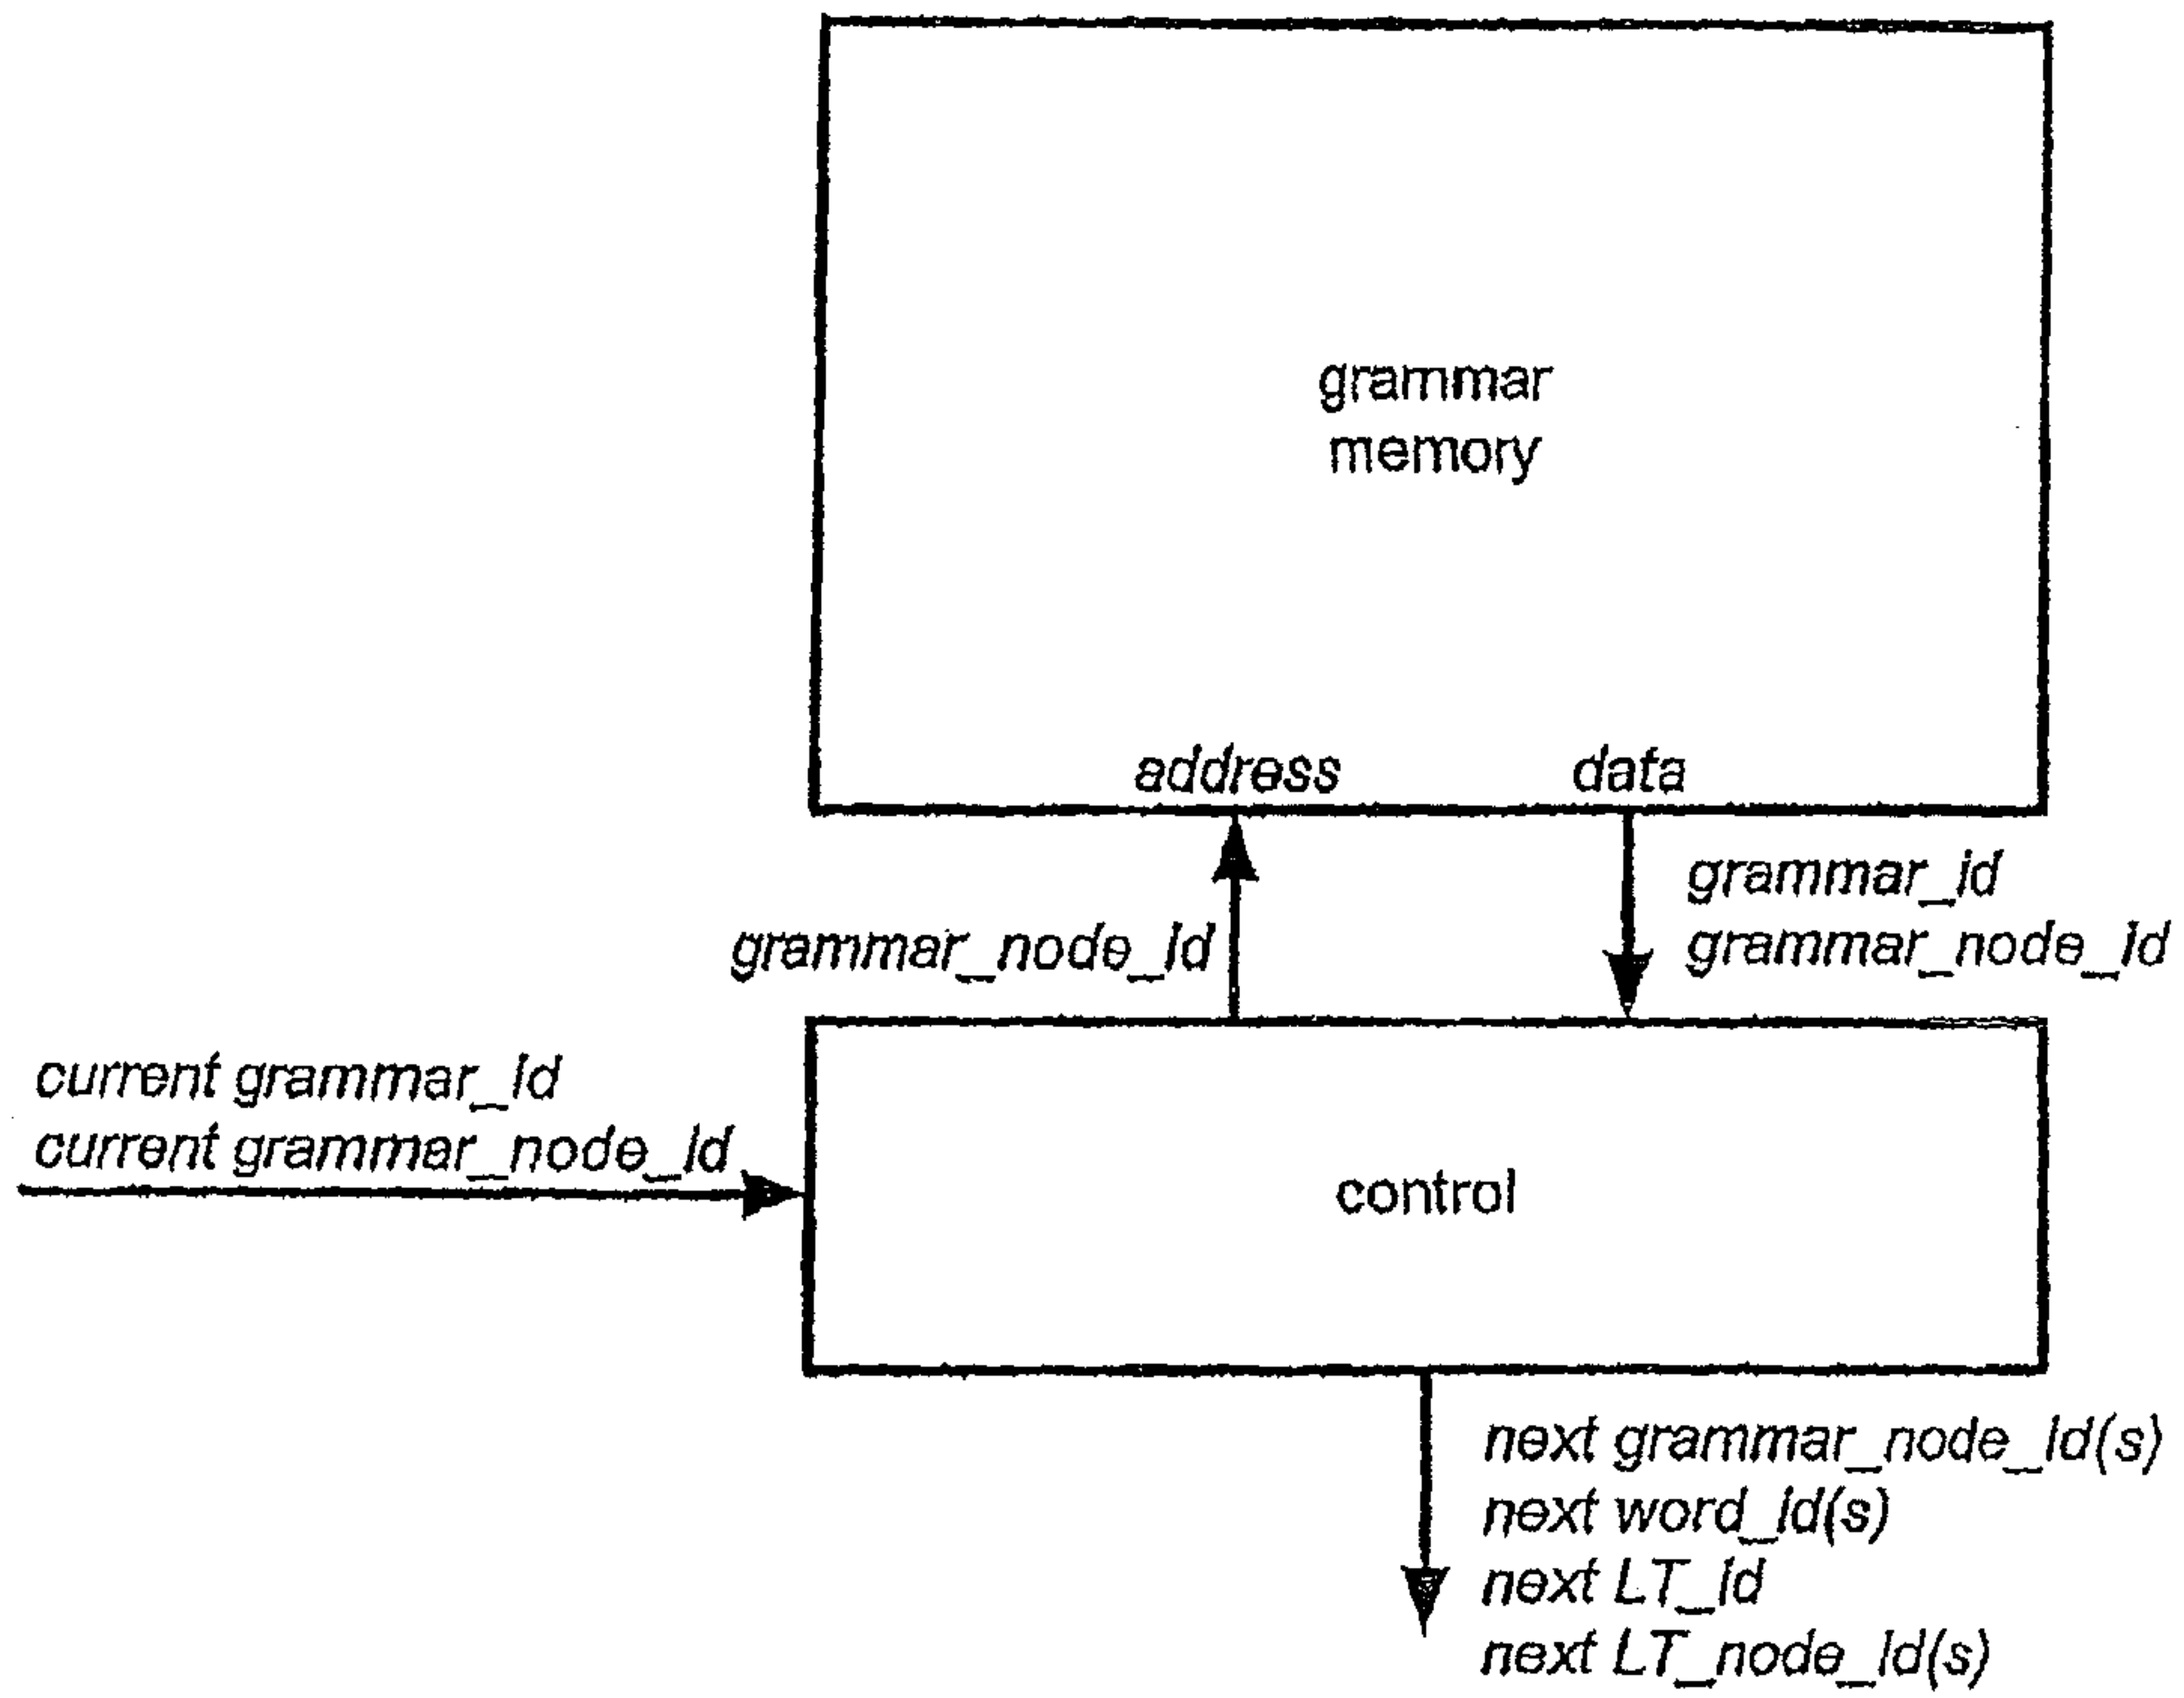 grammar
memory
address
data
grammar_node_id
grammar_id
grammar_node_id
current grammar_id
current grammar_node_id
control
next grammar_node_id(s)
next word_id(s)
next LT_id
next LT_node_id(s)